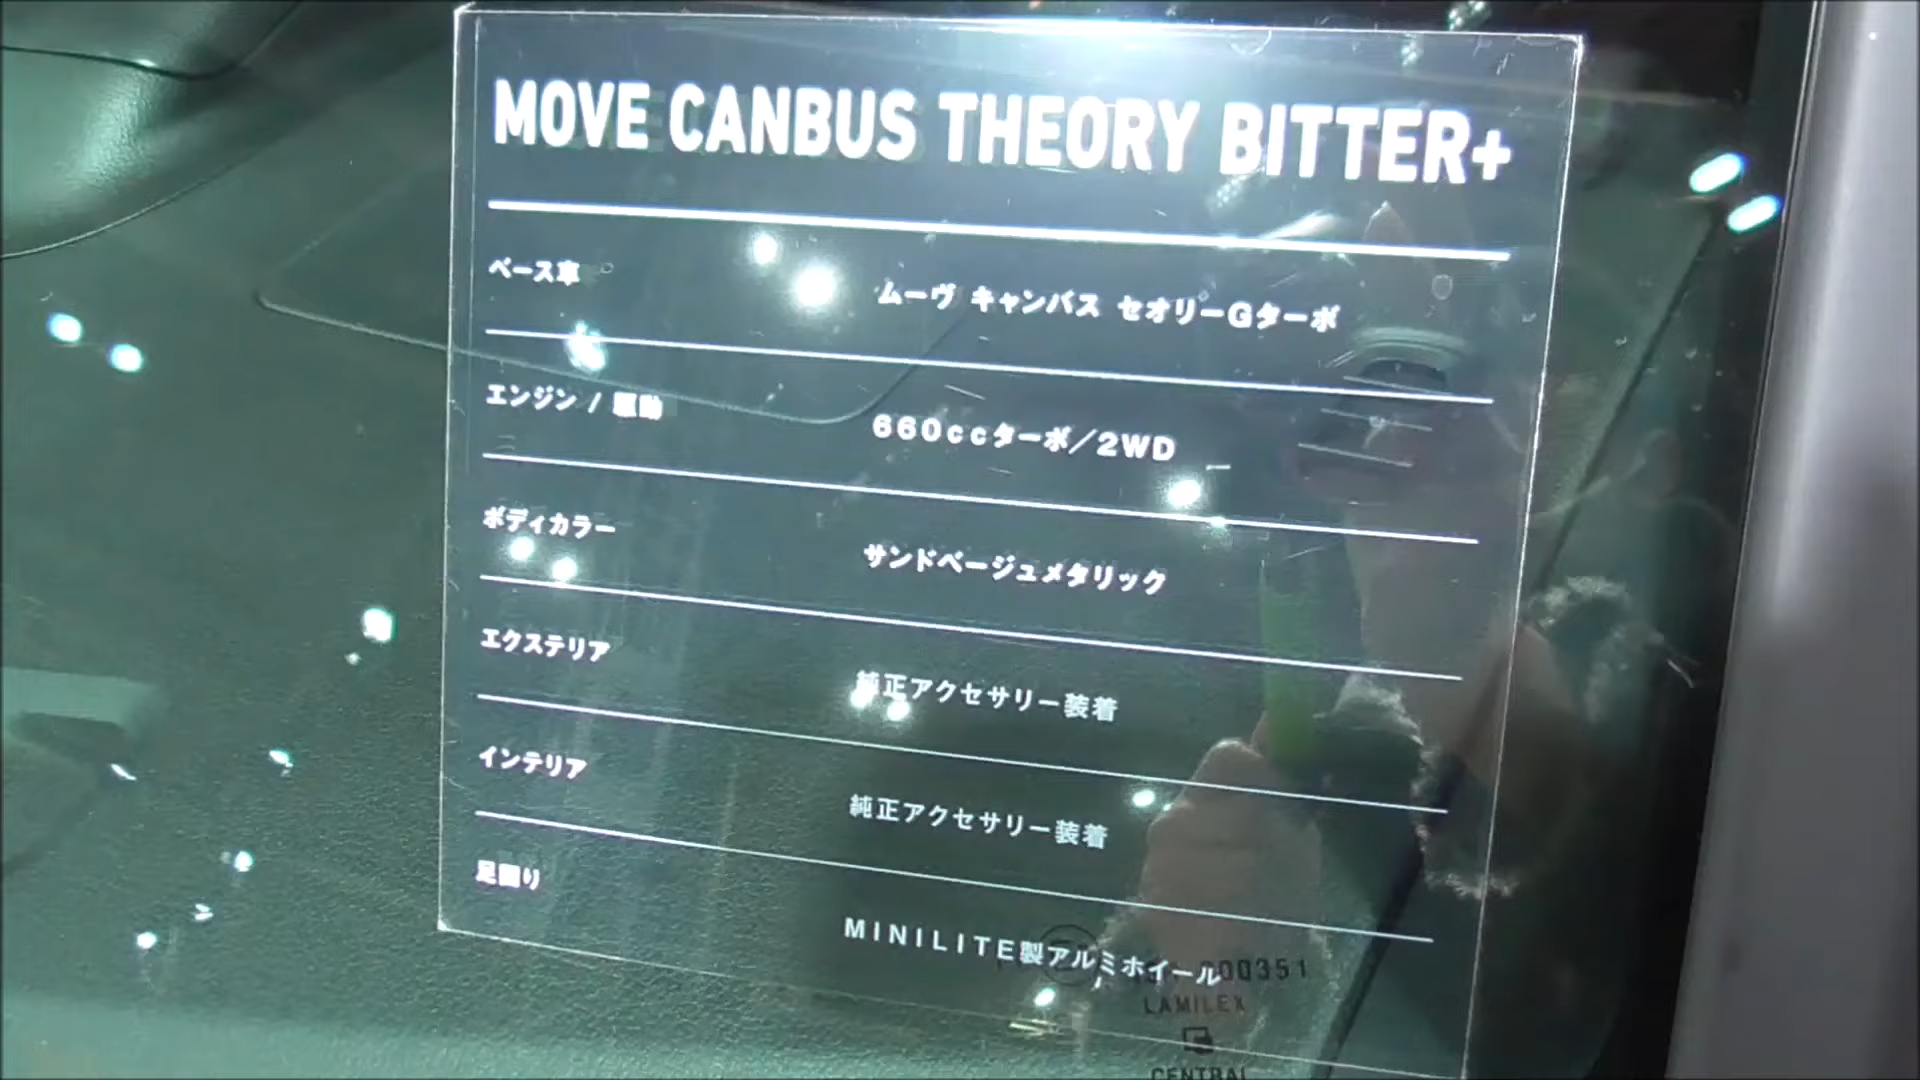 MOVE CANBUS THEORY BITTER+
ベース車
ムーヴ キャンバス セオリーGターボ
エンジン / 駆動
660ccターボ/2WD
ボディカラー
サンドベージュメタリック
エクステリア
純正アクセサリー装着
インテリア
純正アクセサリー装着
足回り
MINILITE製アルミホイール
000351
LAMILEX
CENTRAL